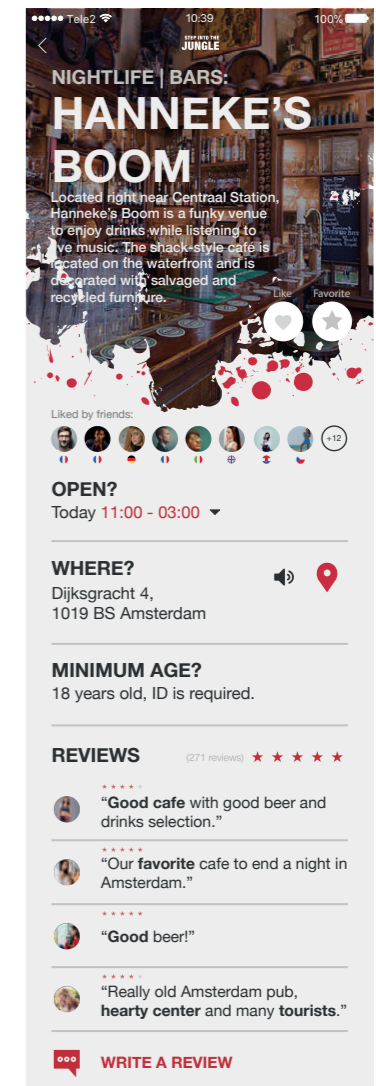 Tele2 10:39 100%
STEP INTO THE
JUNGLE
NIGHTLIFE | BARS:
HANNEKE'S
BOOM
Located right near Centraal Station,
Hanneke's Boom is a funky venue
to enjoy drinks while listening to
live music. The shack-style café is
located on the waterfront and is
decorated with salvaged and
recycled furniture.
Like Favorite
Liked by friends:
+12
OPEN?
Today 11:00 - 03:00
WHERE?
Dijksgracht 4,
1019 BS Amsterdam
MINIMUM AGE?
18 years old, ID is required.
REVIEWS (271 reviews)
“Good cafe with good beer and
drinks selection.”
“Our favorite cafe to end a night in
Amsterdam.”
“Good beer!”
“Really old Amsterdam pub,
hearty center and many tourists.”
WRITE A REVIEW